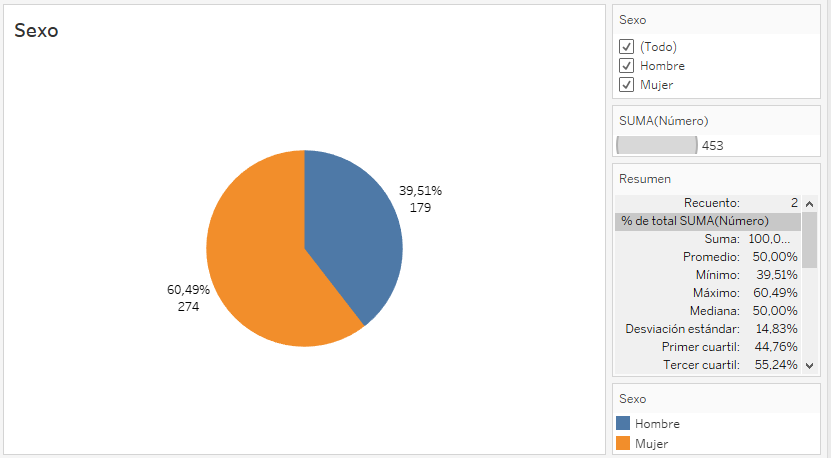 Sexo
39,51%
179
60,49%
274
Sexo
(Todo)
Hombre
Mujer
SUMA(Número)
453
Resumen
Recuento: 2
% de total SUMA(Número)
Suma: 100,0...
Promedio: 50,00%
Mínimo: 39,51%
Máximo: 60,49%
Mediana: 50,00%
Desviación estándar: 14,83%
Primer cuartil: 44,76%
Tercer cuartil: 55,24%
Sexo
Hombre
Mujer